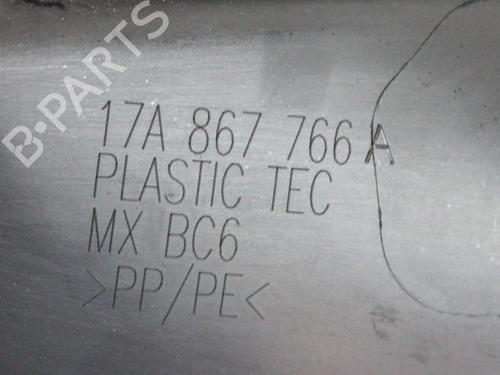 B-PARTS
17A 867 766 A
PLASTIC TEC
MX BC6
>PP/PE<